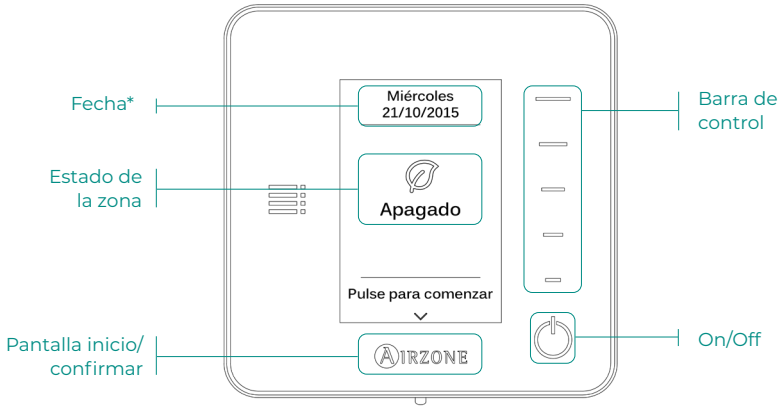 Fecha*
Miércoles
21/10/2015
Barra de
control
Estado de
la zona
Apagado
Pulse para comenzar
Pantalla inicio/
confirmar
AIRZONE
On/Off